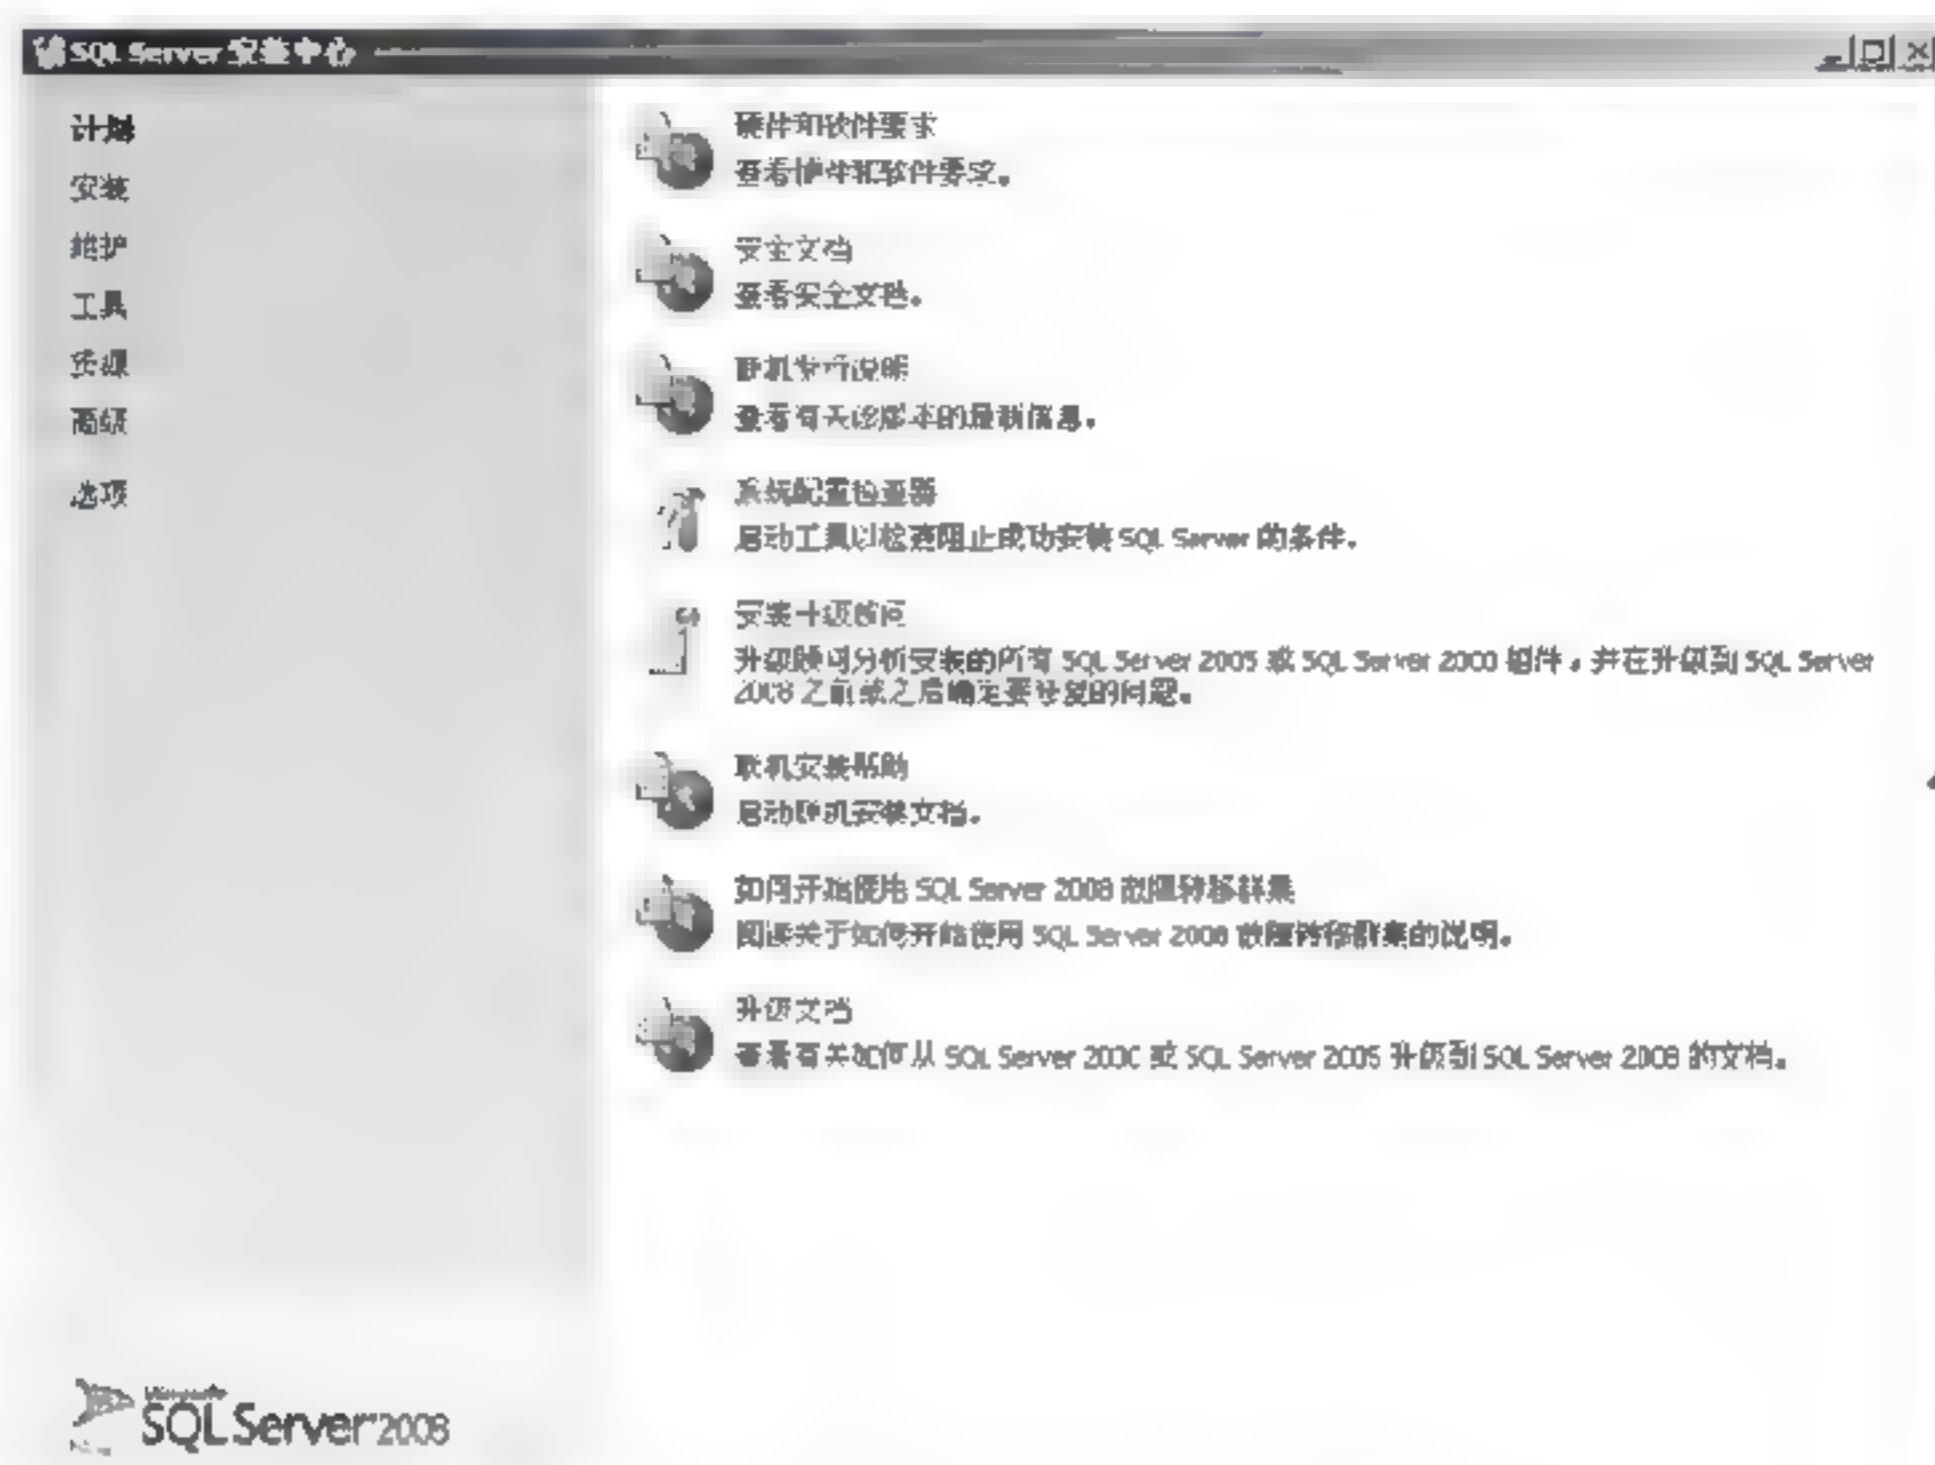 SQL Server 安装中心
计划
安装
维护
工具
资源
高级
选项
硬件和软件要求
查看硬件和软件要求。
安全文档
查看安全文档。
联机发行说明
查看有关该版本的最新信息。
系统配置检查器
启动工具以检查阻止成功安装 SQL Server 的条件。
安装升级顾问
升级顾问分析安装的所有 SQL Server 2005 或 SQL Server 2000 组件，并在升级到 SQL Server
2008 之前或之后确定要修复的问题。
联机安装帮助
启动联机安装文档。
如何开始使用 SQL Server 2008 故障转移群集
阅读关于如何开始使用 SQL Server 2008 故障转移群集的说明。
升级文档
查看有关如何从 SQL Server 2000 或 SQL Server 2005 升级到 SQL Server 2008 的文档。
Microsoft
SQL Server 2008